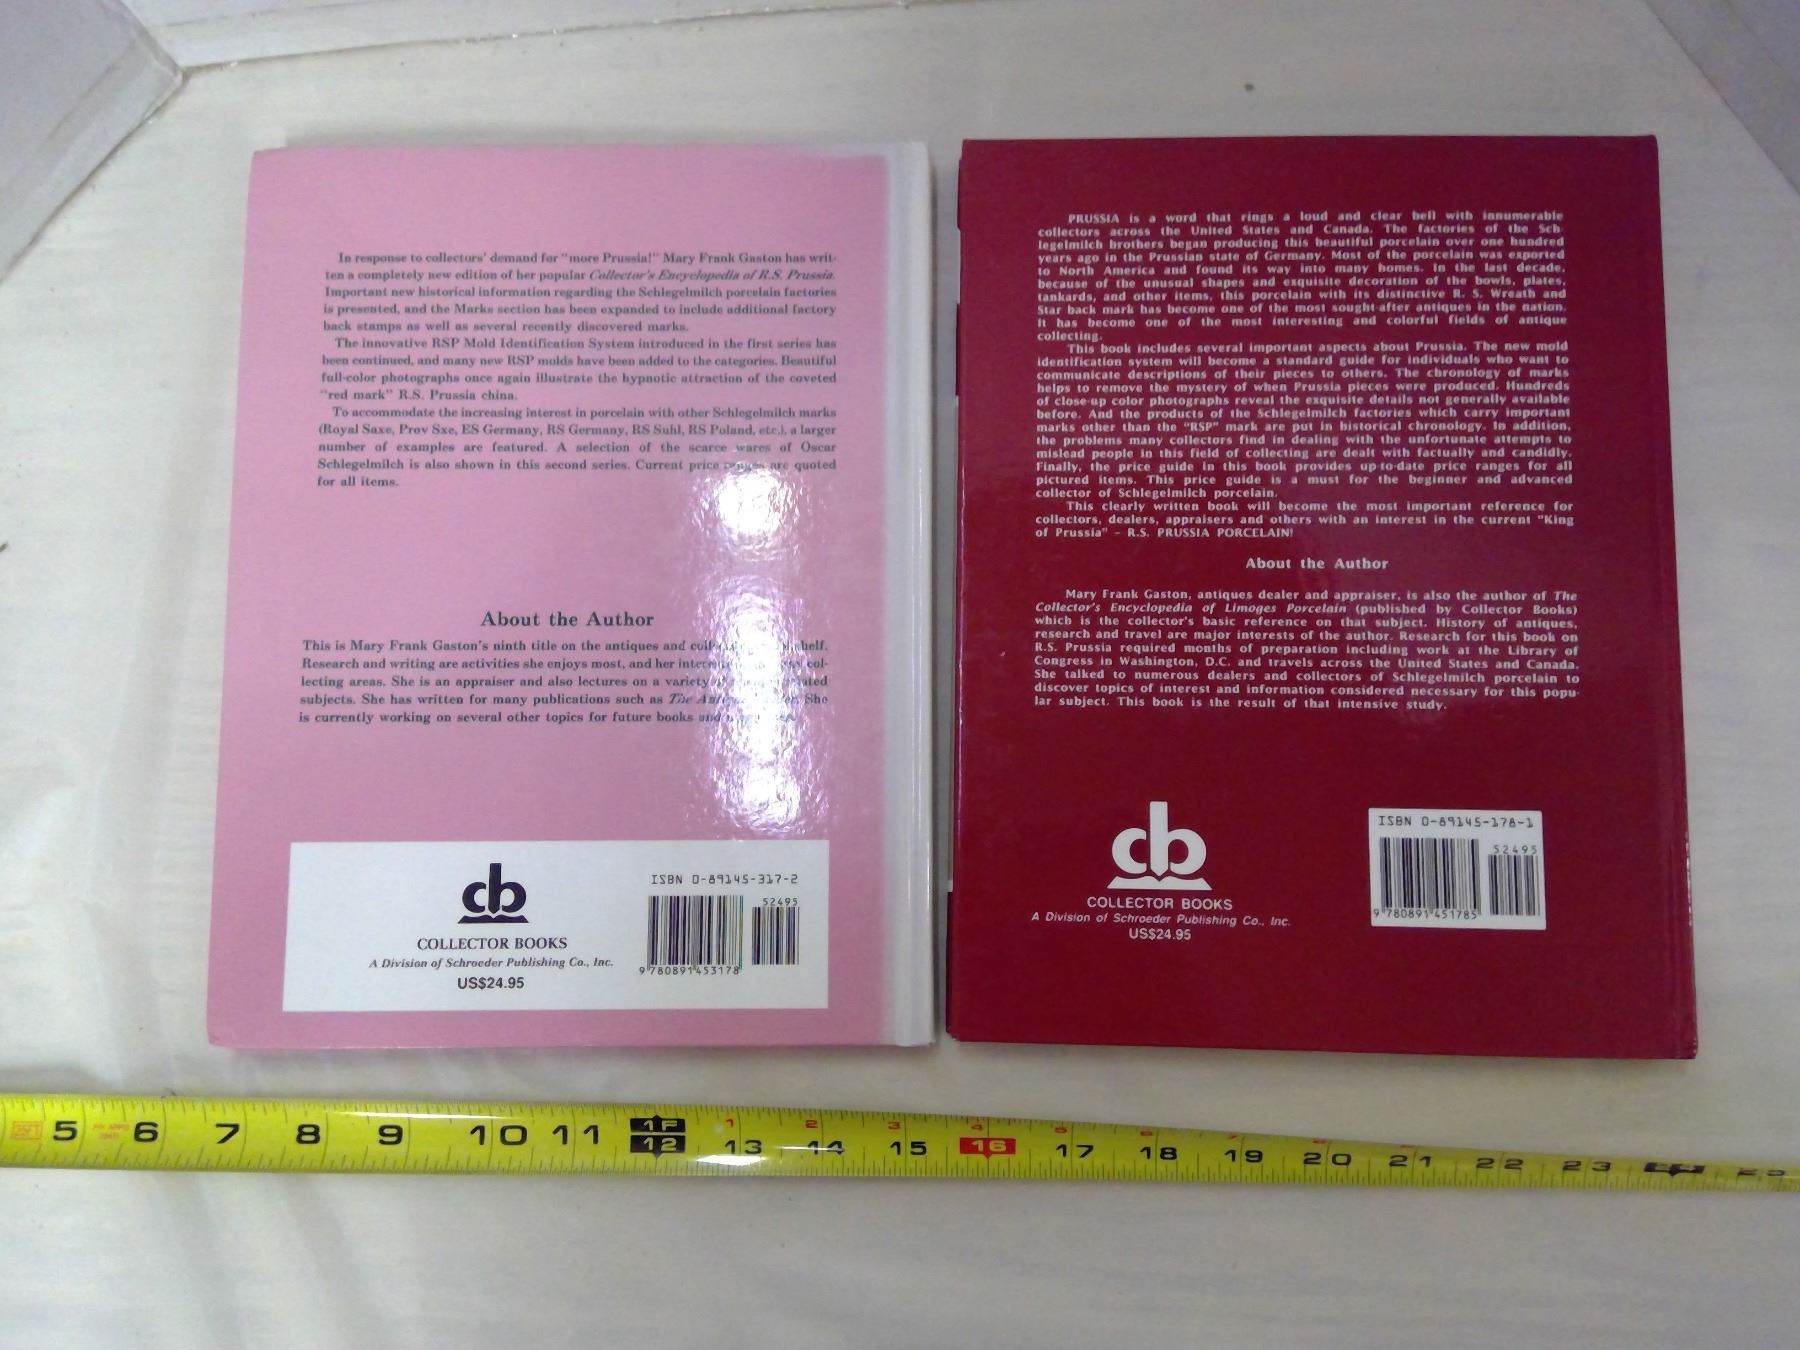 In response to collectors' demand for "more Prussia!" Mary Frank Gaston has writ-
ten a completely new edition of her popular Collector's Encyclopedia of R.S. Prussia.
Important new historical information regarding the Schlegelmilch porcelain factories
is presented, and the Marks section has been expanded to include additional factory
back stamps as well as several recently discovered marks.
The innovative RSP Mold Identification System introduced in the first series has
been continued, and many new RSP molds have been added to the categories. Beautiful
full-color photographs once again illustrate the hypnotic attraction of the coveted
"red mark" R.S. Prussia china.
To accommodate the increasing interest in porcelain with other Schlegelmilch marks
(Royal Saxe, Prov Sxe, ES Germany, RS Germany, RS Suhl, RS Poland, etc.), a larger
number of examples are featured. A selection of the scarce wares of Oscar
Schlegelmilch is also shown in this second series. Current price ranges are quoted
for all items.
About the Author
This is Mary Frank Gaston's ninth title on the antiques and shelf.
Research and writing are activities she enjoys most, and her col-
lecting areas. She is an appraiser and also lectures on a variety
subjects. She has written for many publications such as The She
is currently working on several other topics for future books and
cb
COLLECTOR BOOKS
A Division of Schroeder Publishing Co., Inc.
US$24.95
ISBN 0-89145-317-2
52495
9 780891 453178
PRUSSIA is a word that rings a loud and clear bell with innumerable
collectors across the United States and Canada. The factories of the Sch-
legelmilch brothers began producing this beautiful porcelain over one hundred
years ago in the Prussian state of Germany. Most of the porcelain was exported
to North America and found its way into many homes. In the last decade,
because of the unusual shapes and exquisite decoration of the bowls, plates,
tankards, and other items, this porcelain with its distinctive R. S. Wreath and
Star back mark has become one of the most sought-after antiques in the nation.
It has become one of the most interesting and colorful fields of antique
collecting.
This book includes several important aspects about Prussia. The new mold
identification system will become a standard guide for individuals who want to
communicate descriptions of their pieces to others. The chronology of marks
helps to remove the mystery of when Prussia pieces were produced. Hundreds
of close-up color photographs reveal the exquisite details not generally available
before. And the products of the Schlegelmilch factories which carry important
marks other than the "RSP" mark are put in historical chronology. In addition,
the problems many collectors find in dealing with the unfortunate attempts to
mislead people in this field of collecting are dealt with factually and candidly.
Finally, the price guide in this book provides up-to-date price ranges for all
pictured items. This price guide is a must for the beginner and advanced
collector of Schlegelmilch porcelain.
This clearly written book will become the most important reference for
collectors, dealers, appraisers and others with an interest in the current "King
of Prussia" - R.S. PRUSSIA PORCELAIN!
About the Author
Mary Frank Gaston, antiques dealer and appraiser, is also the author of The
Collector's Encyclopedia of Limoges Porcelain (published by Collector Books)
which is the collector's basic reference on that subject. History of antiques,
research and travel are major interests of the author. Research for this book on
R.S. Prussia required months of preparation including work at the Library of
Congress in Washington, D.C. and travels across the United States and Canada.
She talked to numerous dealers and collectors of Schlegelmilch porcelain to
discover topics of interest and information considered necessary for this popu-
lar subject. This book is the result of that intensive study.
cb
COLLECTOR BOOKS
A Division of Schroeder Publishing Co., Inc.
US$24.95
ISBN 0-89145-178-1
52495
9 780891 451785
1F 1 2 3 4 5 6 7
5 6 7 8 9 10 11 12 13 14 15 16 17 18 19 20 21 22 23 24 25